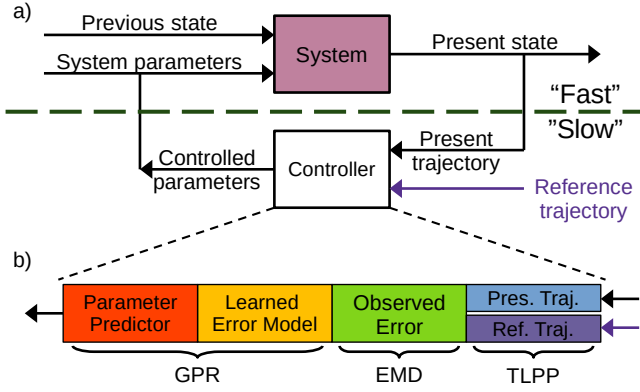 a)
Previous state
System parameters
System
Present state
“Fast”
”Slow”
Controlled
parameters
Controller
Present
trajectory
Reference
trajectory
b)
Parameter
Predictor
Learned
Error Model
Observed
Error
Pres. Traj.
Ref. Traj.
GPR
EMD
TLPP